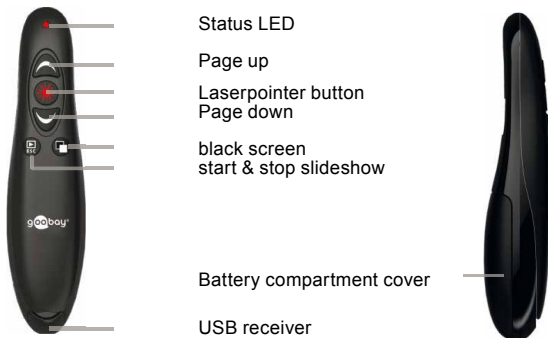 Status LED
Page up
Laserpointer button
Page down
ESC
black screen
start & stop slideshow
goobay
Battery compartment cover
USB receiver